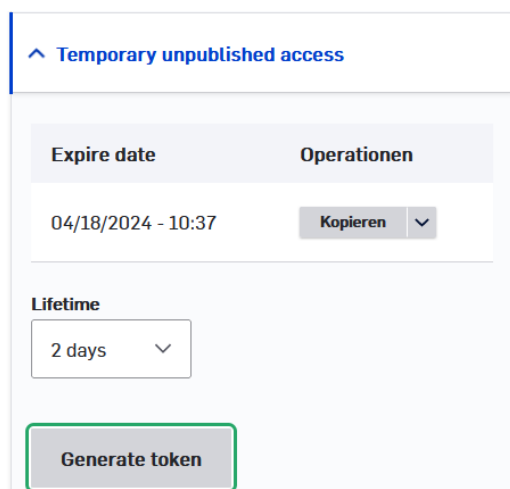 Temporary unpublished access
Expire date Operationen
04/18/2024 - 10:37 Kopieren
Lifetime
2 days
Generate token